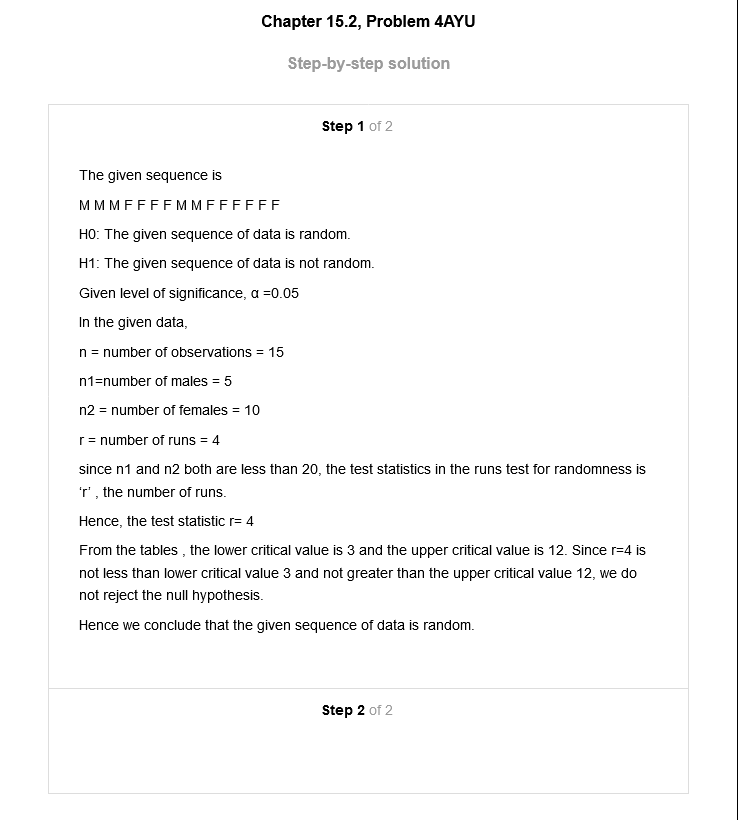 Chapter 15.2, Problem 4AYU
Step-by-step solution
Step 1 of 2
The given sequence is
M M M F F F F M M F F F F F F
H0: The given sequence of data is random.
H1: The given sequence of data is not random.
Given level of significance, α =0.05
In the given data,
n = number of observations = 15
n1=number of males = 5
n2 = number of females = 10
r = number of runs = 4
since n1 and n2 both are less than 20, the test statistics in the runs test for randomness is
‘r’ , the number of runs.
Hence, the test statistic r= 4
From the tables , the lower critical value is 3 and the upper critical value is 12. Since r=4 is
not less than lower critical value 3 and not greater than the upper critical value 12, we do
not reject the null hypothesis.
Hence we conclude that the given sequence of data is random.
Step 2 of 2